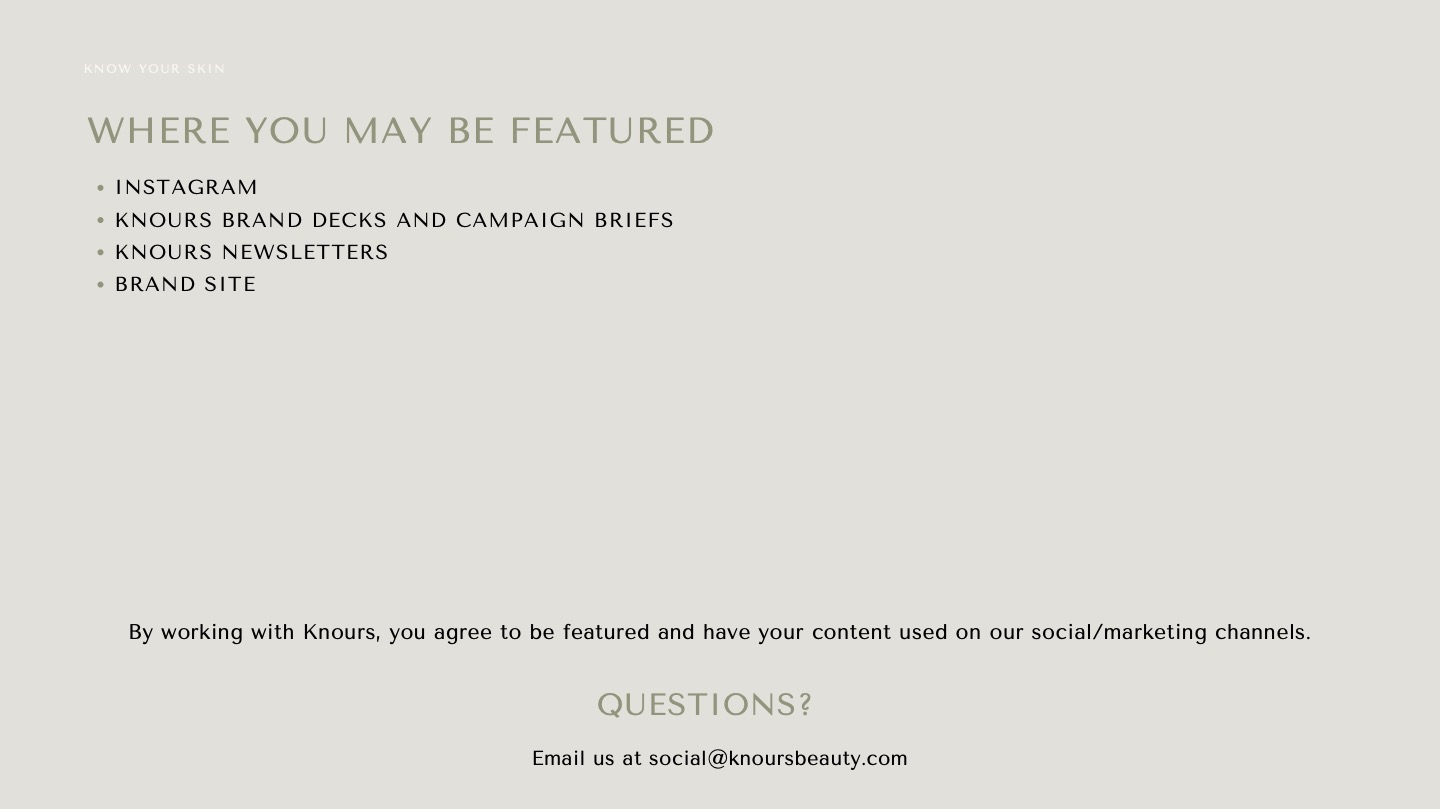 KNOW YOUR SKIN
WHERE YOU MAY BE FEATURED
• INSTAGRAM
• KNOURS BRAND DECKS AND CAMPAIGN BRIEFS
• KNOURS NEWSLETTERS
• BRAND SITE
By working with Knours, you agree to be featured and have your content used on our social/marketing channels.
QUESTIONS?
Email us at social@knoursbeauty.com